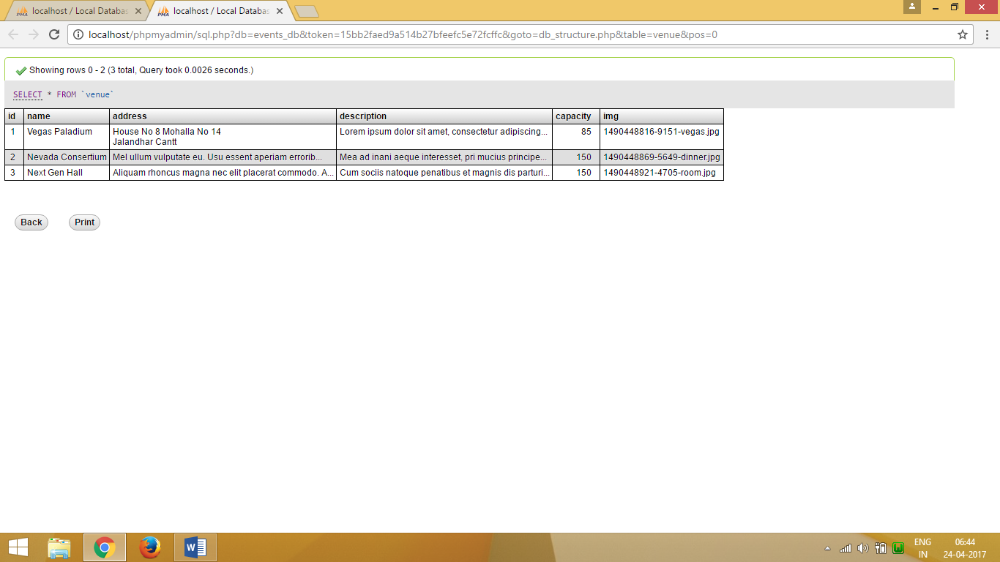 localhost / Local Databas
localhost / Local Databas
localhost/phpmyadmin/sql.php?db=events_db&token=15bb2faed9a514b27bfeefc5e72fcffc&goto=db_structure.php&table=venue&pos=0
Showing rows 0 - 2 (3 total, Query took 0.0026 seconds.)
SELECT * FROM `venue`
id name address description capacity img
1 Vegas Paladium House No 8 Mohalla No 14 Lorem ipsum dolor sit amet, consectetur adipiscing... 85 1490448816-9151-vegas.jpg
Jalandhar Cantt
2 Nevada Consertium Mel ullum vulputate eu. Usu essent aperiam errorib... Mea ad inani aeque interesset, pri mucius principe... 150 1490448869-5649-dinner.jpg
3 Next Gen Hall Aliquam rhoncus magna nec elit placerat commodo. A... Cum sociis natoque penatibus et magnis dis parturi... 150 1490448921-4705-room.jpg
Back Print
ENG 06:44
IN 24-04-2017